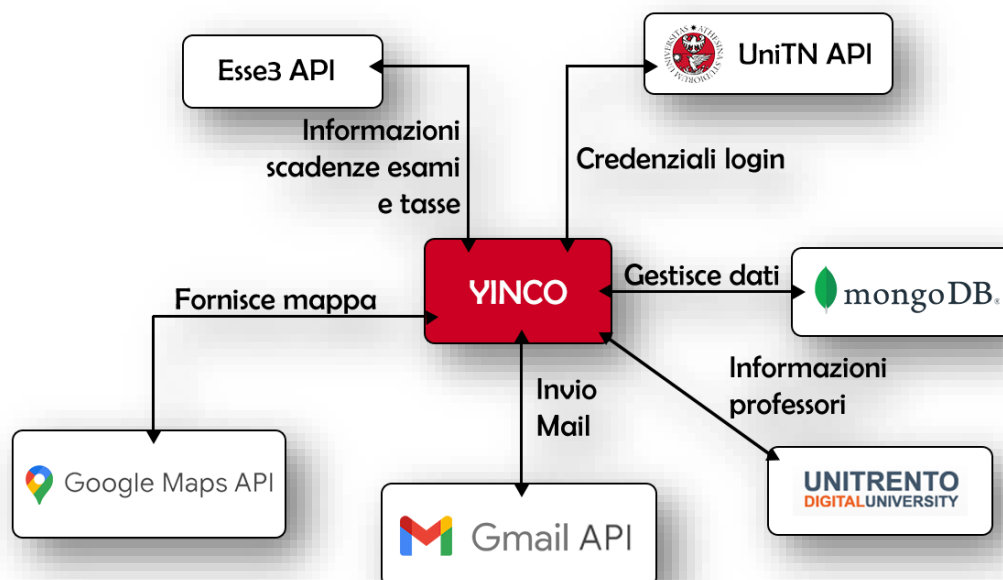 Esse3 API
UniTN API
Informazioni
scadenze esami
e tasse
Credenziali login
YINCO
Gestisce dati
mongoDB®
Fornisce mappa
Informazioni
professori
Invio
Mail
Google Maps API
Gmail API
UNITRENTO
DIGITALUNIVERSITY